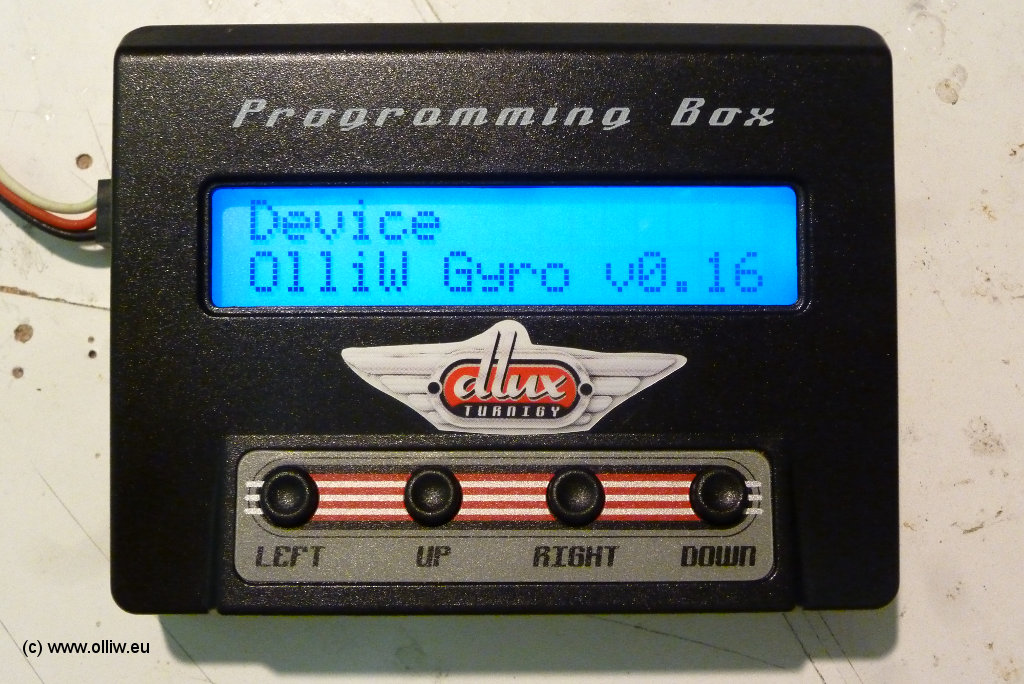 Programming Box
Device
OlliW Gyro v0.16
dlux
TURNIGY
LEFT UP RIGHT DOWN
(c) www.olliw.eu